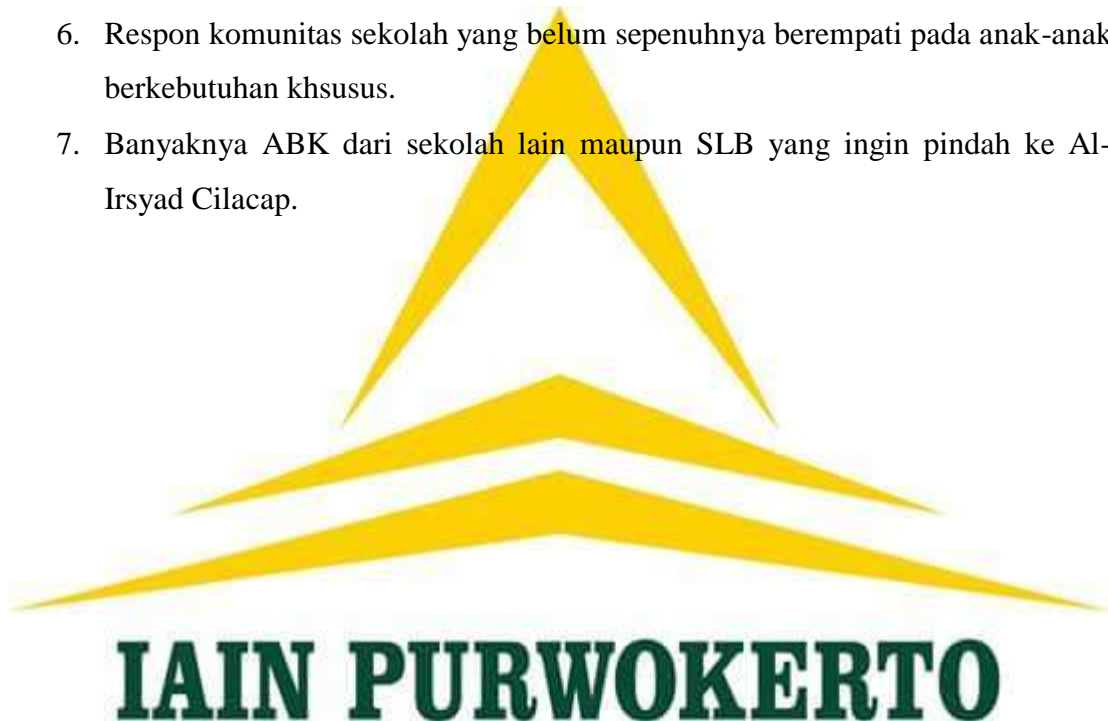 6. Respon komunitas sekolah yang belum sepenuhnya berempati pada anak-anak
berkebutuhan khsusus.
7. Banyaknya ABK dari sekolah lain maupun SLB yang ingin pindah ke Al-
Irsyad Cilacap.
IAIN PURWOKERTO